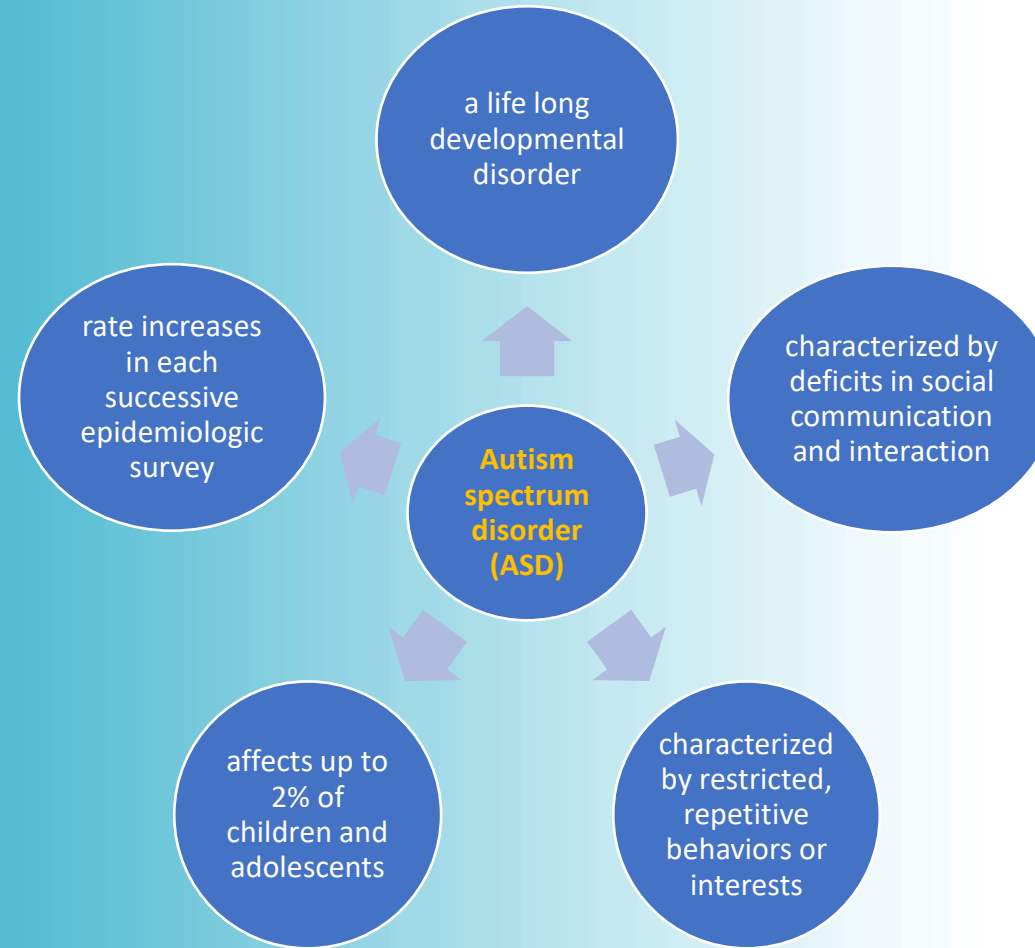 a life long
developmental
disorder
rate increases
in each
successive
epidemiologic
survey
characterized by
deficits in social
communication
and interaction
Autism
spectrum
disorder
(ASD)
affects up to
2% of
children and
adolescents
characterized
by restricted,
repetitive
behaviors or
interests